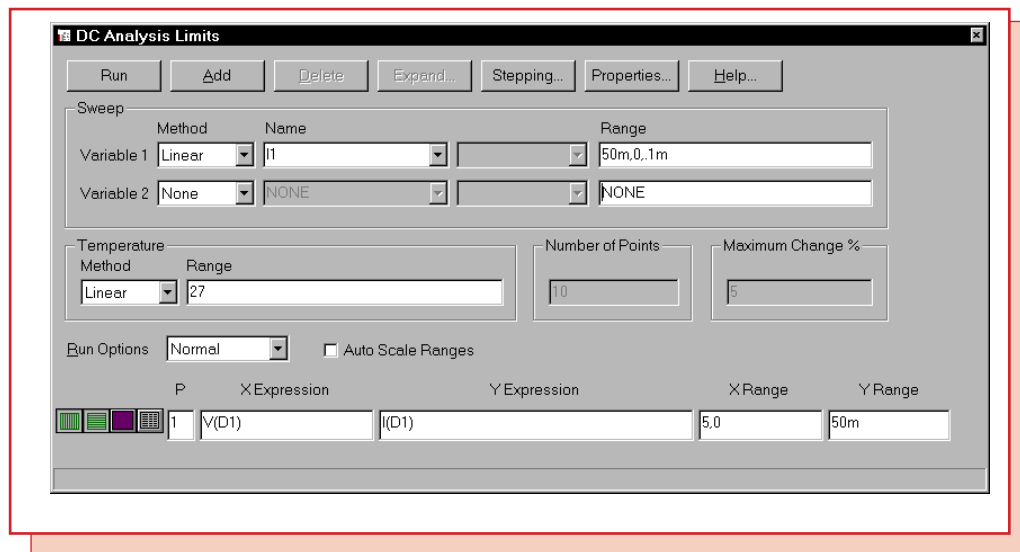 DC Analysis Limits
Run Add Delete Expand... Stepping... Properties... Help...
Sweep
Method Name Range
Variable 1 Linear I1 50m,0,.1m
Variable 2 None NONE NONE
Temperature Number of Points Maximum Change %
Method Range
Linear 27 10 5
Run Options Normal Auto Scale Ranges
P X Expression Y Expression X Range Y Range
1 V(D1) I(D1) 5,0 50m